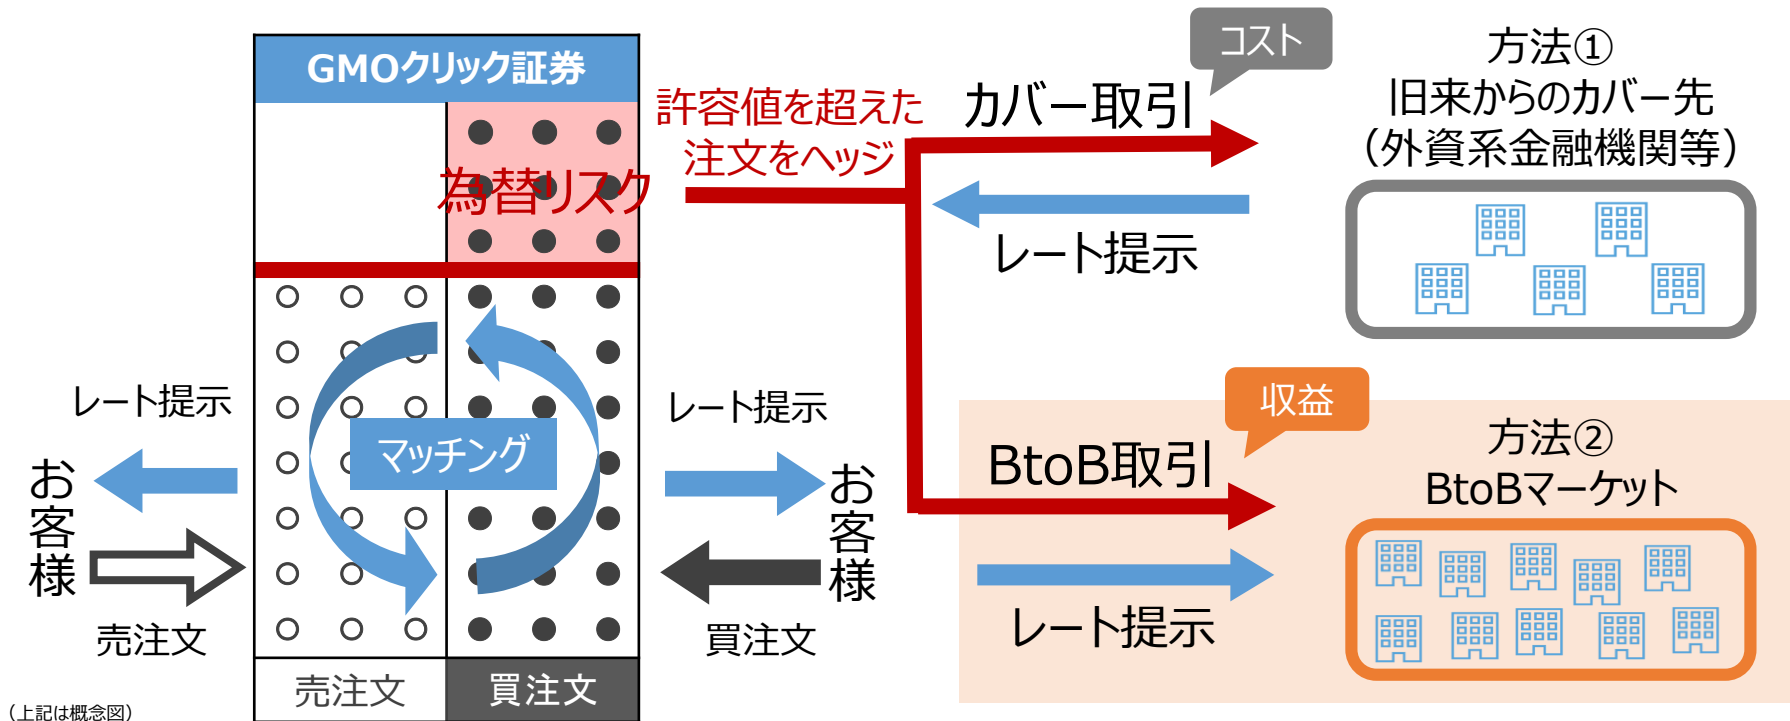 GMOクリック証券
為替リスク
マッチング
売注文
買注文
レート提示
お客様
売注文
レート提示
お客様
買注文
許容値を超えた
注文をヘッジ
カバー取引
コスト
レート提示
方法①
旧来からのカバー先
（外資系金融機関等）
BtoB取引
収益
レート提示
方法②
BtoBマーケット
（上記は概念図）